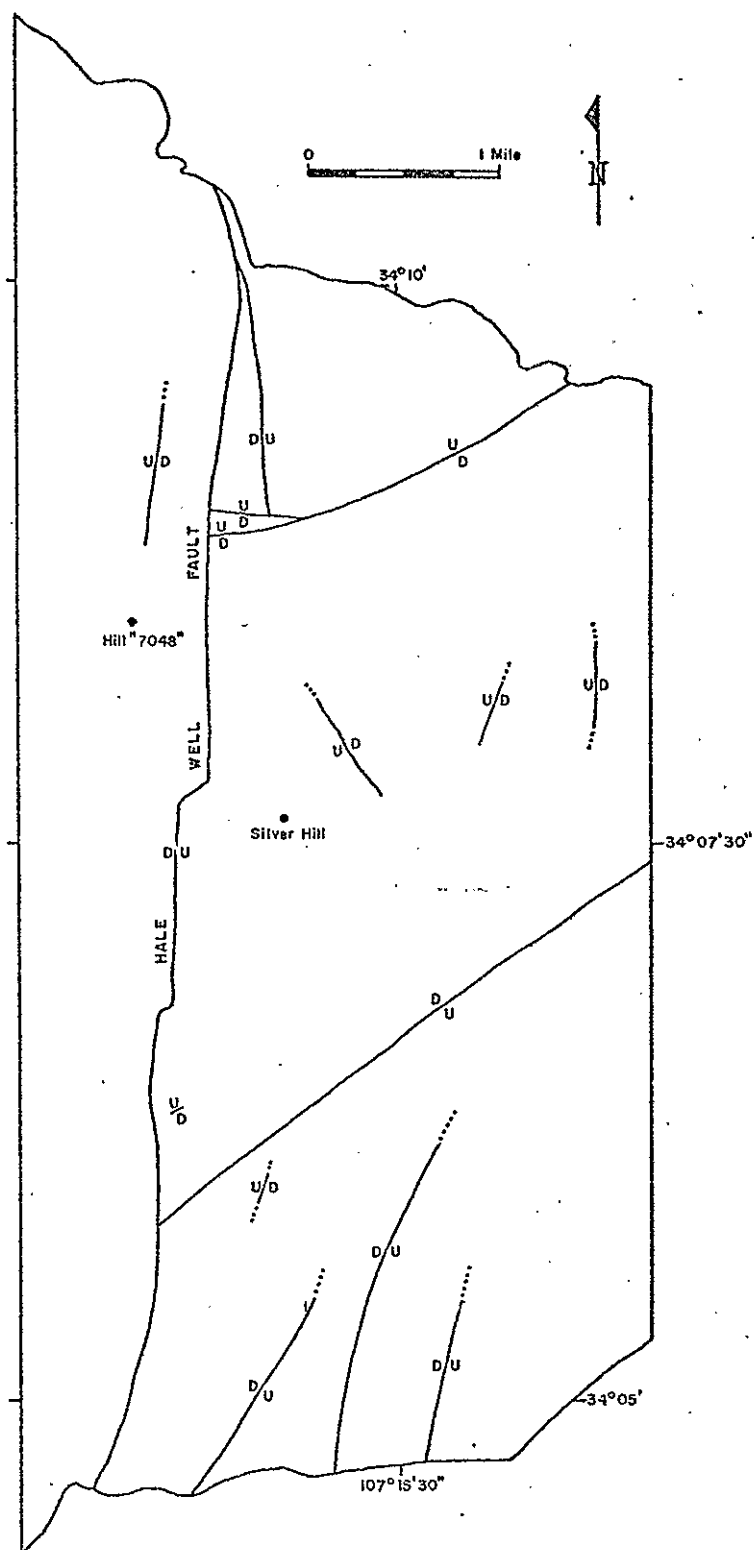 0 1 Mile
N
34°10'
D U
U
D
U D
U
D
U
D
FAULT
Hill "7048"
U D
U D
U D
WELL
Silver Hill
D U
34°07'30"
HALE
D
U
U
D
U D
D U
D U
D
U
34°05'
107°15'30"